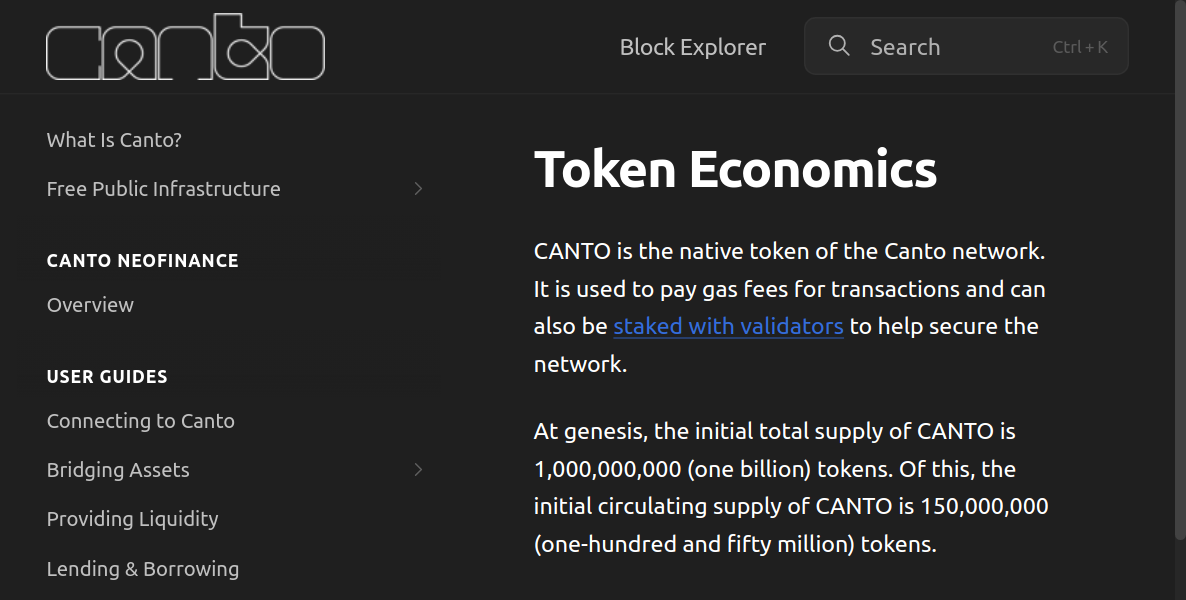 canto
Block Explorer
Search
Ctrl + K
What Is Canto?
Free Public Infrastructure
CANTO NEOFINANCE
Overview
USER GUIDES
Connecting to Canto
Bridging Assets
Providing Liquidity
Lending & Borrowing
Token Economics
CANTO is the native token of the Canto network.
It is used to pay gas fees for transactions and can
also be staked with validators to help secure the
network.
At genesis, the initial total supply of CANTO is
1,000,000,000 (one billion) tokens. Of this, the
initial circulating supply of CANTO is 150,000,000
(one-hundred and fifty million) tokens.